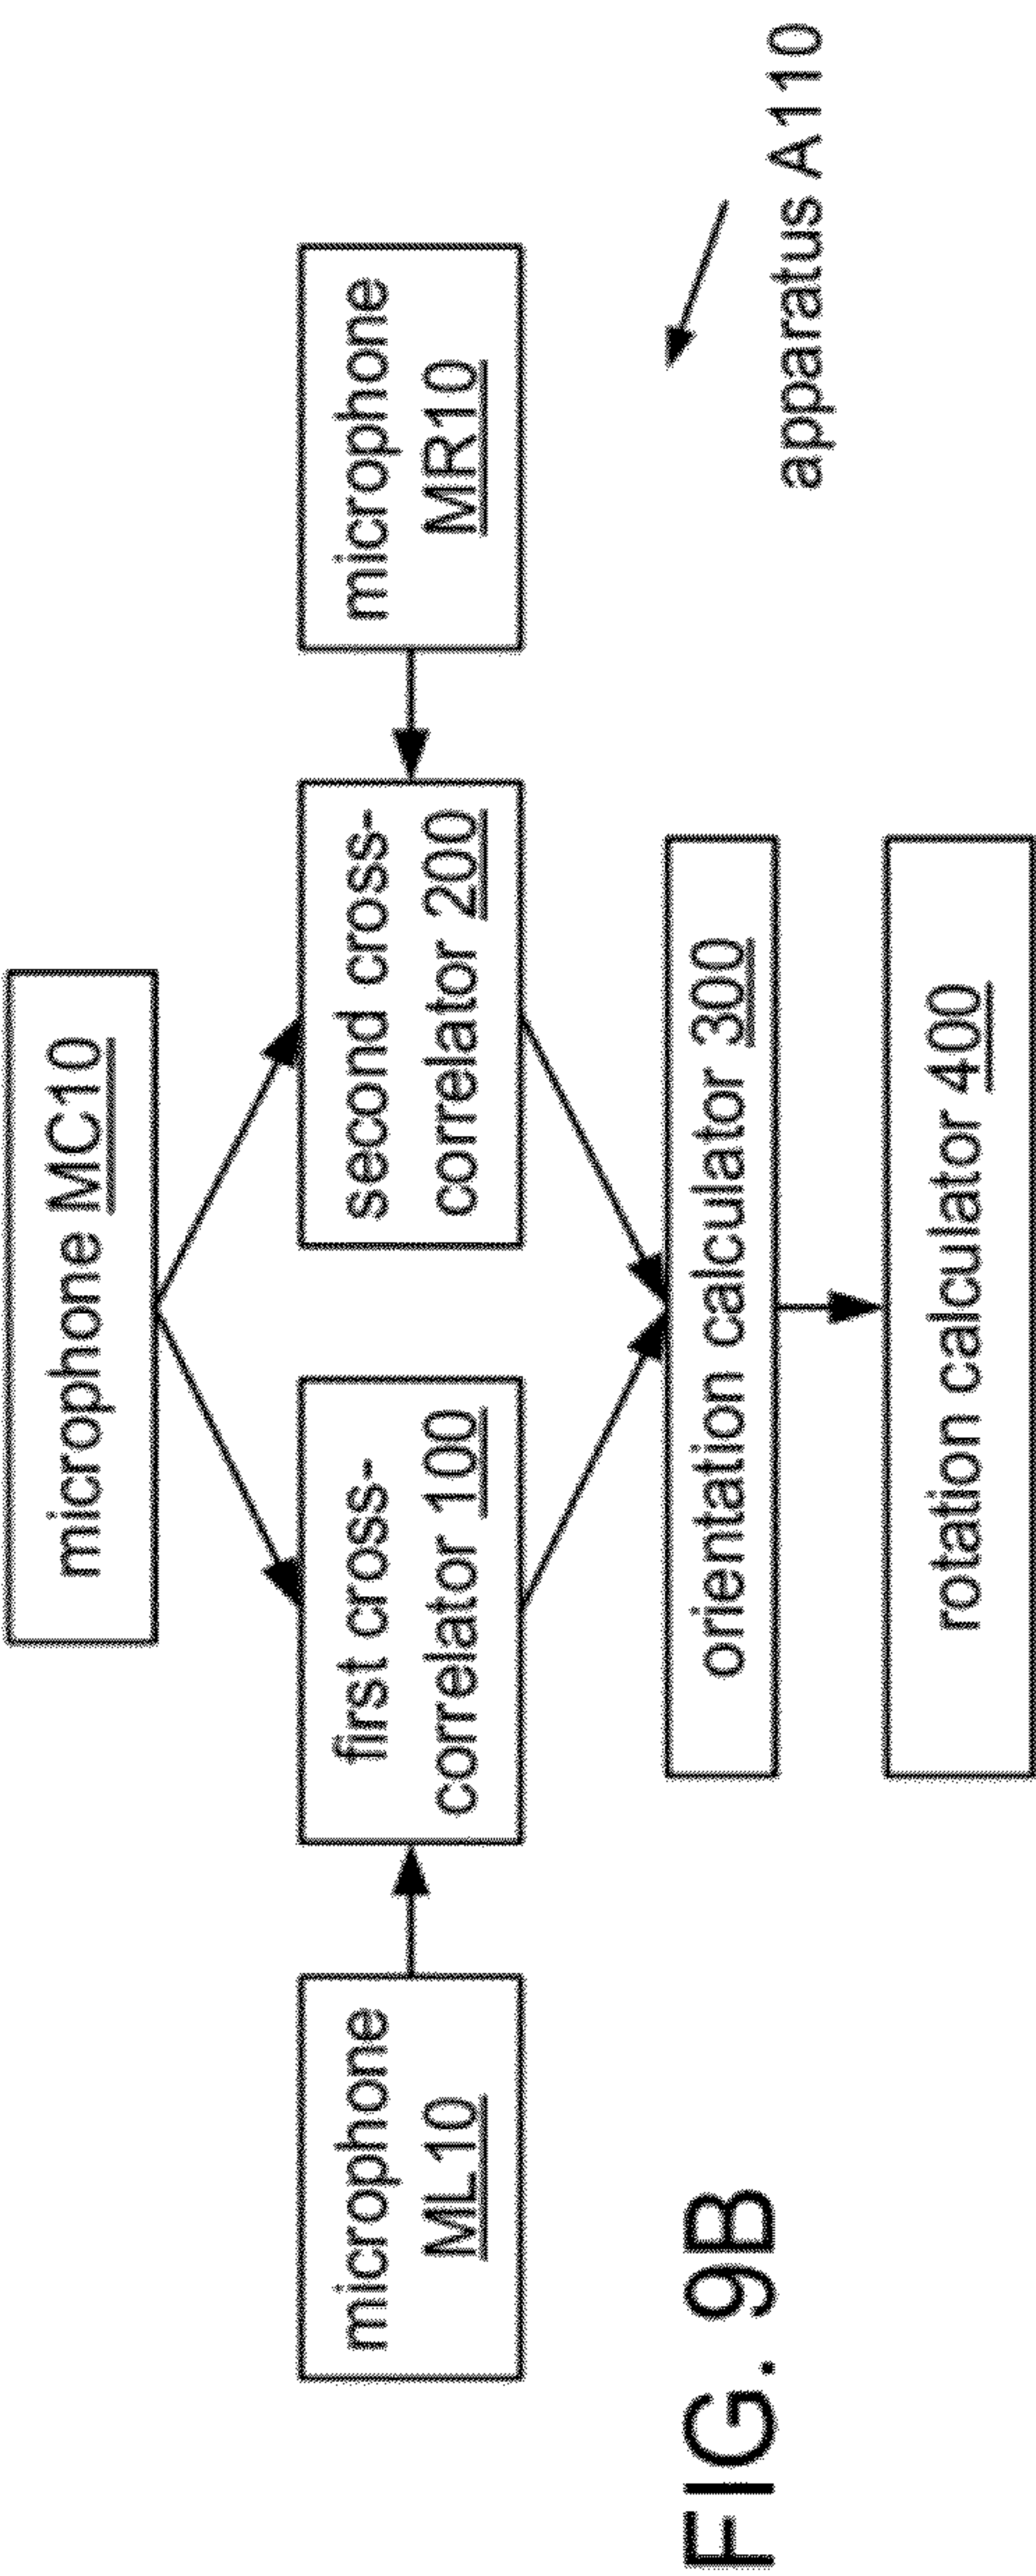 microphone MC10
microphone
ML10
first cross-
correlator 100
second cross-
correlator 200
microphone
MR10
orientation calculator 300
rotation calculator 400
apparatus A110
FIG. 9B